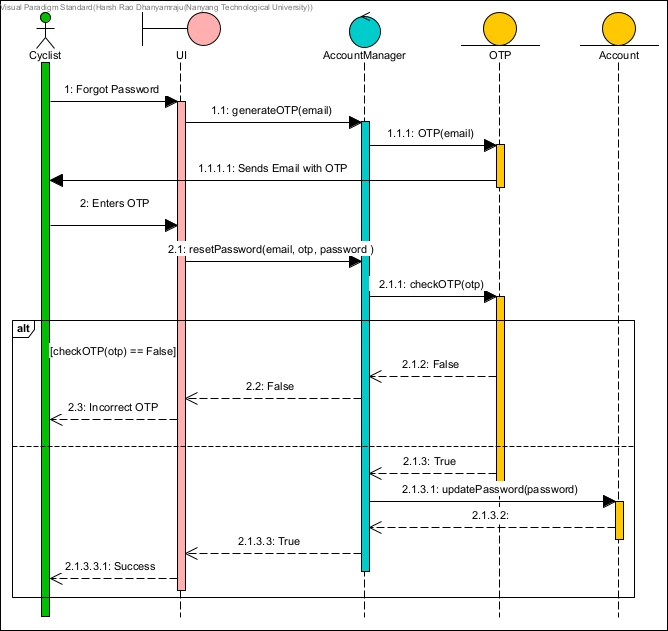 Visual Paradigm Standard(Harsh Rao Dhanyamraju(Nanyang Technological University))
Cyclist
UI
AccountManager
OTP
Account
1: Forgot Password
1.1: generateOTP(email)
1.1.1: OTP(email)
1.1.1.1: Sends Email with OTP
2: Enters OTP
2.1: resetPassword(email, otp, password )
2.1.1: checkOTP(otp)
alt
[checkOTP(otp) == False]
2.1.2: False
2.2: False
2.3: Incorrect OTP
2.1.3: True
2.1.3.1: updatePassword(password)
2.1.3.2:
2.1.3.3: True
2.1.3.3.1: Success